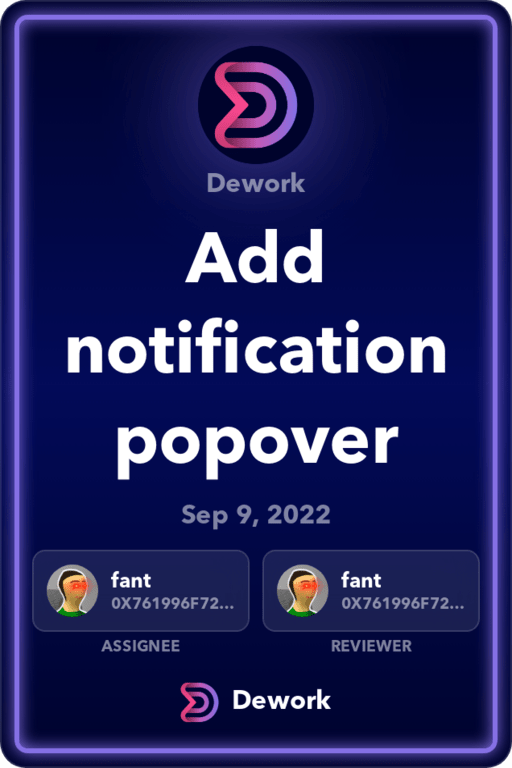 Dework
Add
notification
popover
Sep 9, 2022
fant
0X761996F72...
ASSIGNEE
fant
0X761996F72...
REVIEWER
Dework